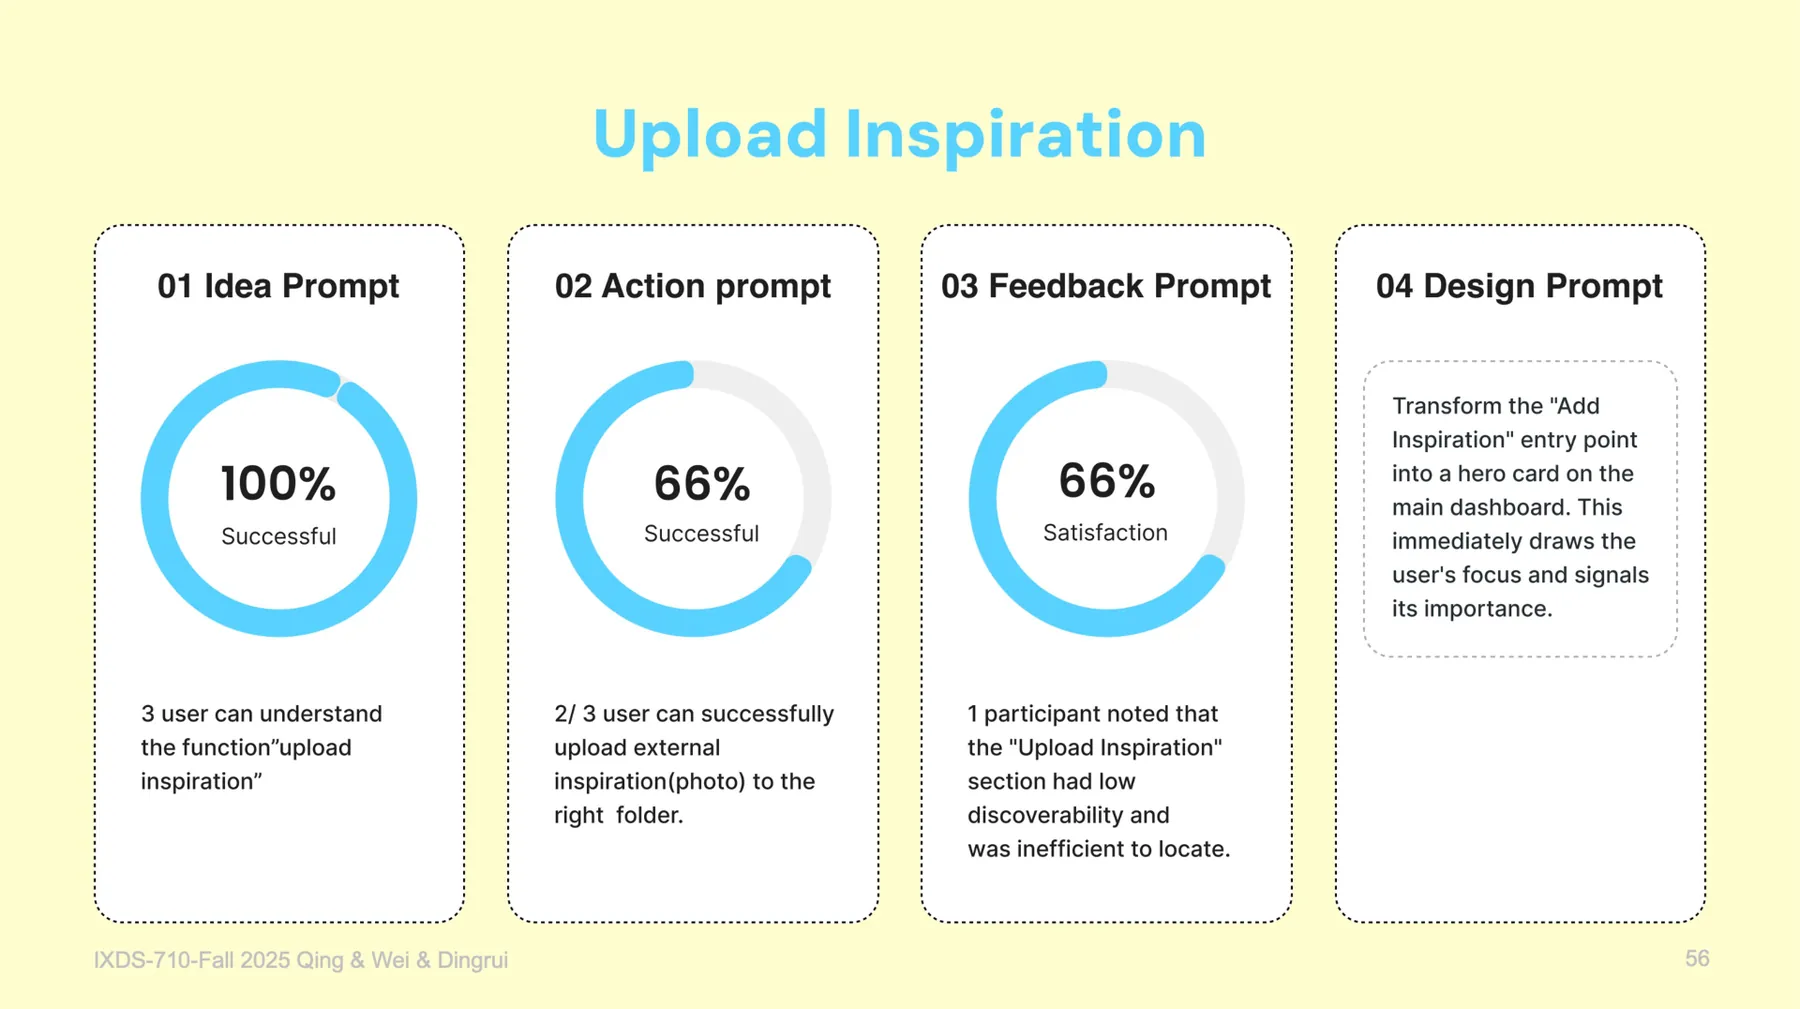 Upload Inspiration
01 Idea Prompt
100%
Successful
3 user can understand
the function”upload
inspiration”
02 Action prompt
66%
Successful
2/ 3 user can successfully
upload external
inspiration(photo) to the
right  folder.
03 Feedback Prompt
66%
Satisfaction
1 participant noted that
the "Upload Inspiration"
section had low
discoverability and
was inefficient to locate.
04 Design Prompt
Transform the "Add
Inspiration" entry point
into a hero card on the
main dashboard. This
immediately draws the
user's focus and signals
its importance.
IXDS-710-Fall 2025 Qing & Wei & Dingrui
56